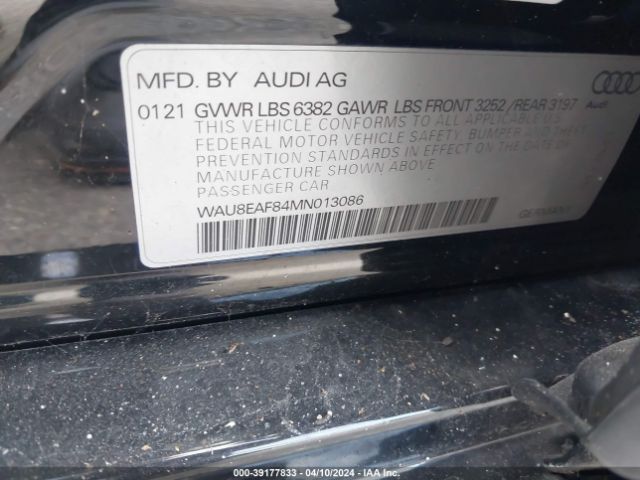 MFD. BY AUDI AG
0121 GVWR LBS 6382 GAWR LBS FRONT 3252 /REAR 3197
Audi
THIS VEHICLE CONFORMS TO ALL APPLICABLE U.S.
FEDERAL MOTOR VEHICLE SAFETY, BUMPER AND THEFT
PREVENTION STANDARDS IN EFFECT ON THE DATE OF
MANUFACTURE SHOWN ABOVE
PASSENGER CAR
WAU8EAF84MN013086
GERMANY
000-39177833 - 04/10/2024 - IAA Inc.